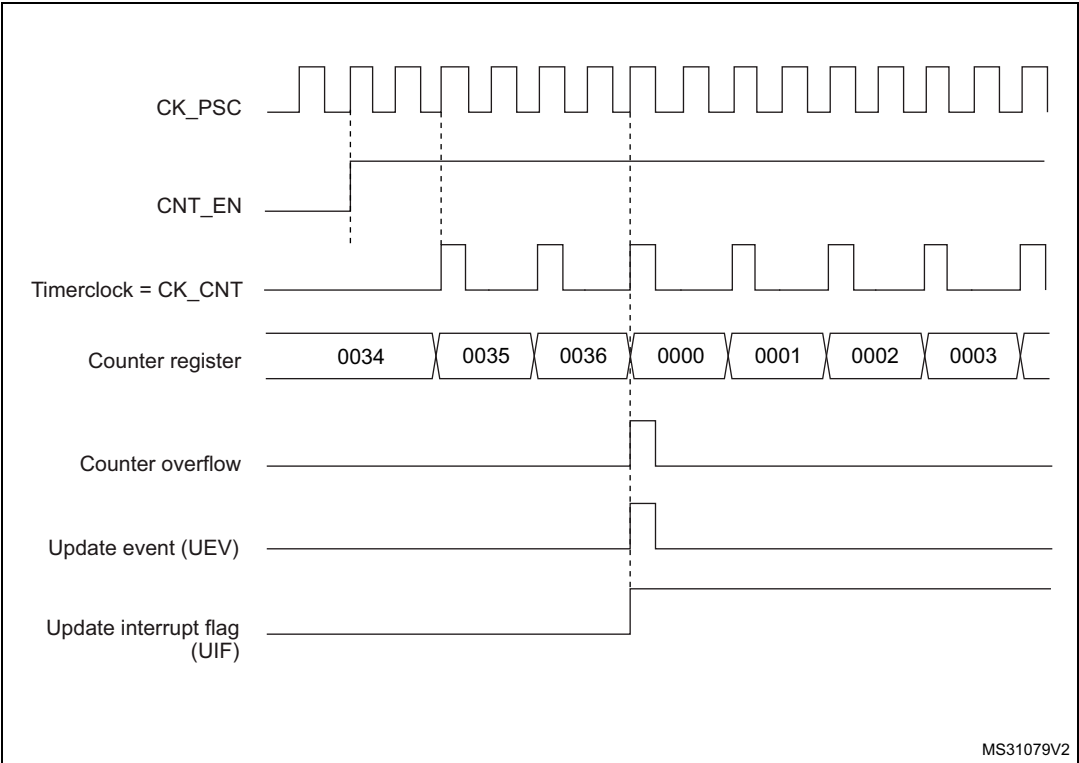 CK_PSC
CNT_EN
Timerclock = CK_CNT
Counter register
0034
0035
0036
0000
0001
0002
0003
Counter overflow
Update event (UEV)
Update interrupt flag
(UIF)
MS31079V2